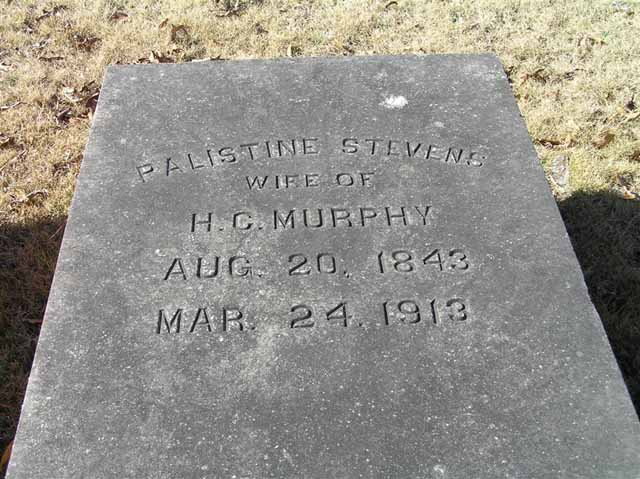 PALISTINE STEVENS
WIFE OF
H. C. MURPHY
AUG. 20, 1843
MAR. 24, 1913